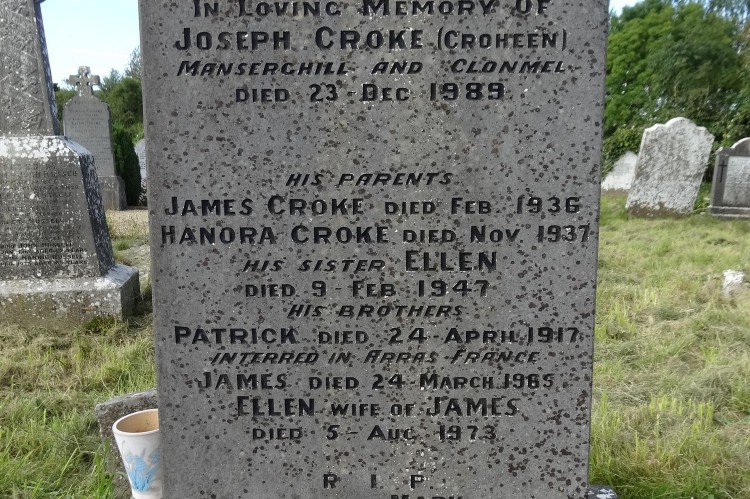 In Loving Memory Of
Joseph Croke (Croheen)
Manserghill and Clonmel
died 23 Dec 1989
His Parents
James Croke died Feb 1936
Hanora Croke died Nov 1937
His Sister Ellen
died 9 Feb 1947
His Brothers
Patrick died 24 April 1917
Interred in Arras France
James died 24 March 1965
Ellen wife of James
died 5 Aug 1973
R I P
Mary